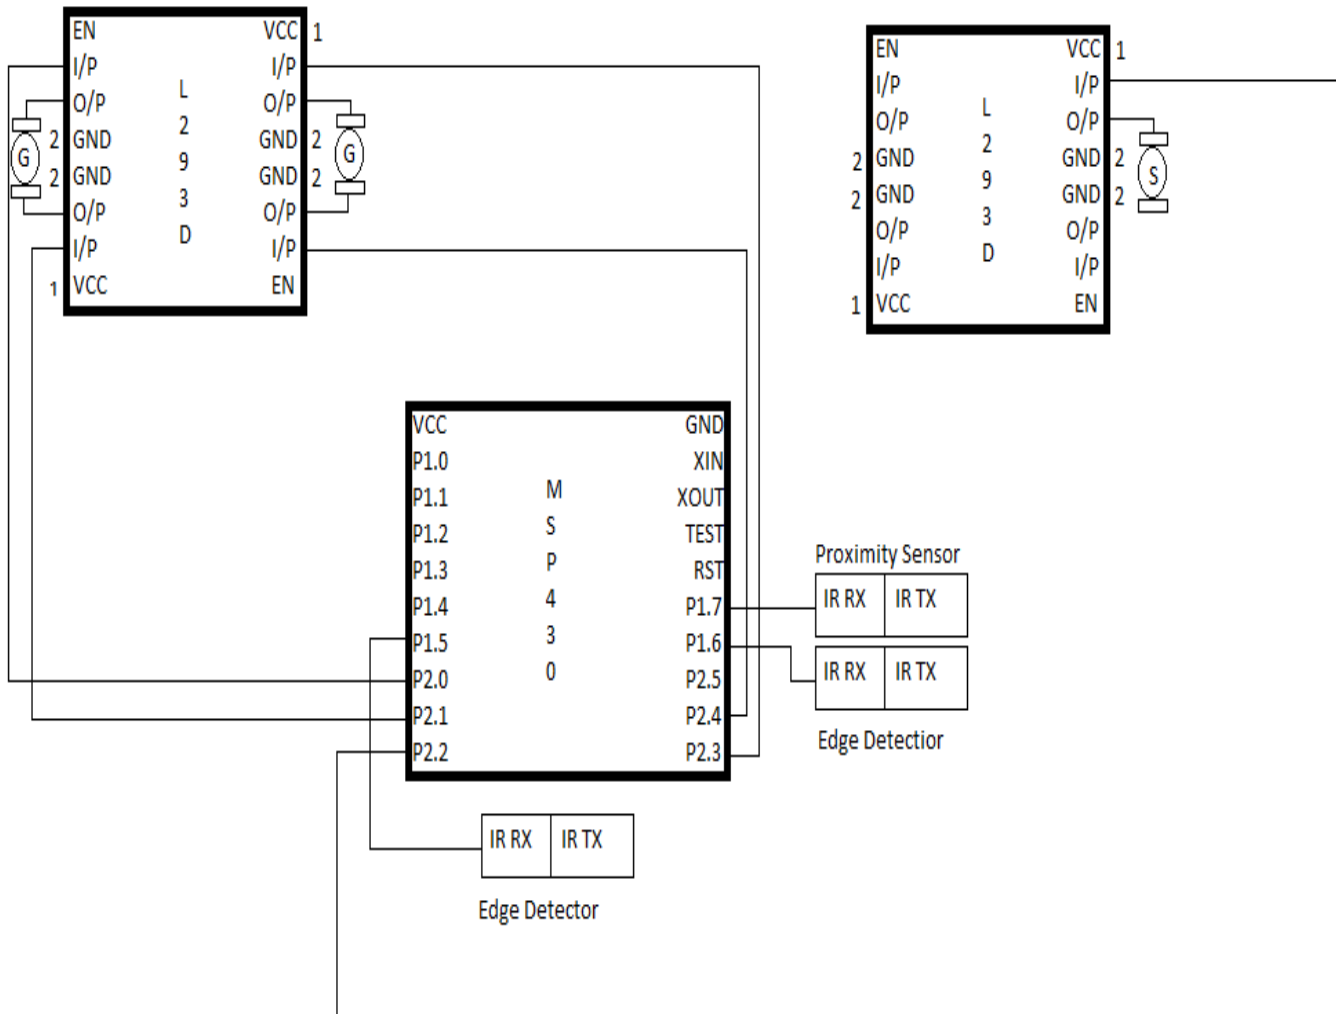 EN VCC 1
I/P I/P
O/P O/P
2 GND GND 2
2 GND GND 2
O/P O/P
I/P I/P
1 VCC EN
L
2
9
3
D
G
G
EN VCC 1
I/P I/P
O/P O/P
2 GND GND 2
2 GND GND 2
O/P O/P
I/P I/P
1 VCC EN
L
2
9
3
D
S
VCC GND
P1.0 XIN
P1.1 XOUT
P1.2 TEST
P1.3 RST
P1.4 P1.7
P1.5 P1.6
P2.0 P2.5
P2.1 P2.4
P2.2 P2.3
M
S
P
4
3
0
Proximity Sensor
IR RX IR TX
IR RX IR TX
Edge Detectior
IR RX IR TX
Edge Detector